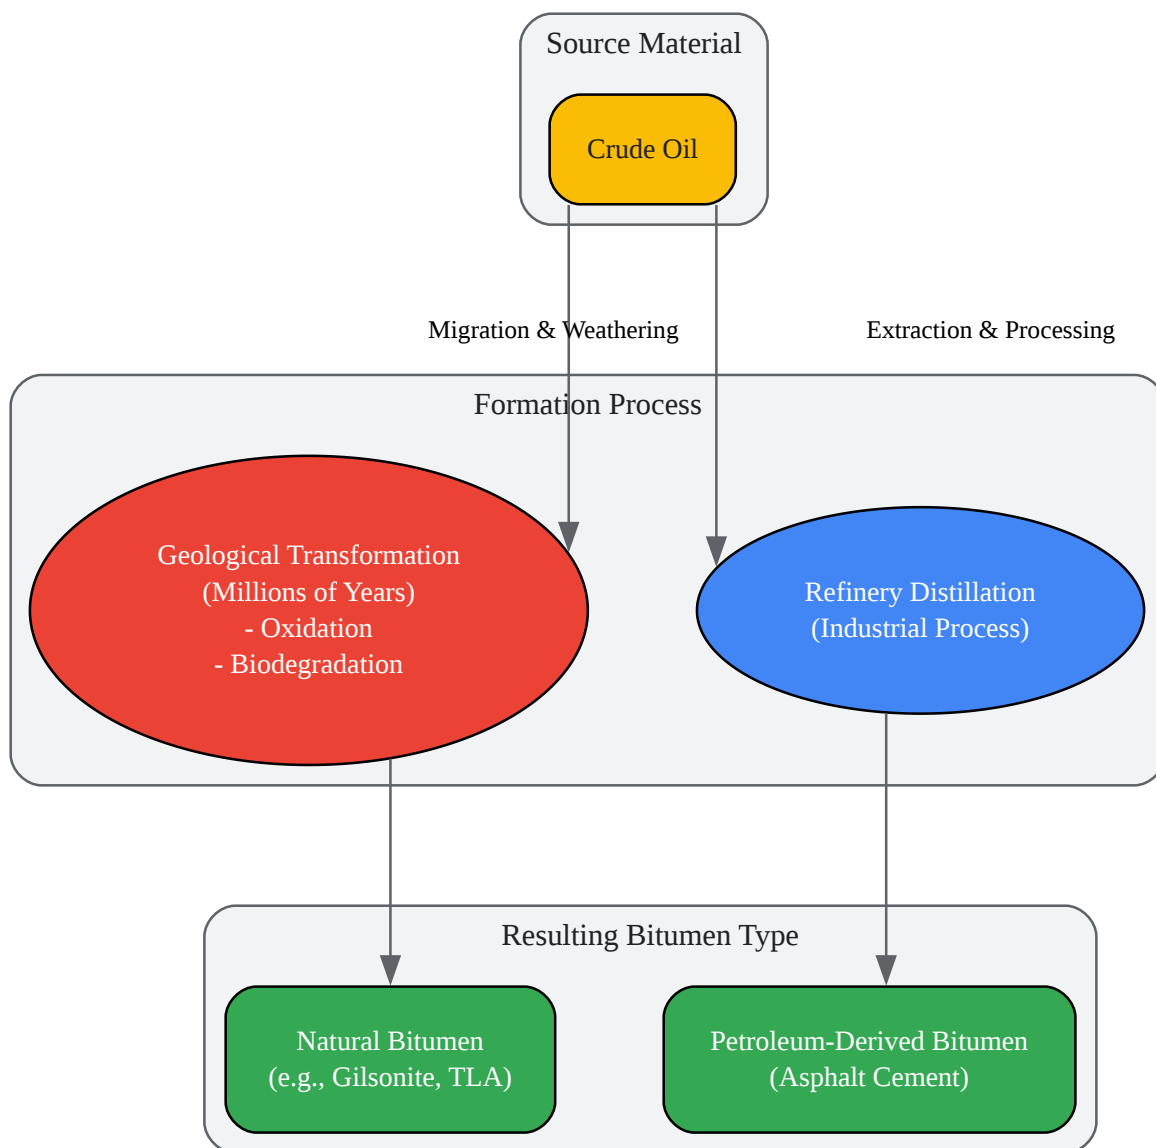 Source Material
Crude Oil
Migration & Weathering
Extraction & Processing
Formation Process
Geological Transformation
(Millions of Years)
- Oxidation
- Biodegradation
Refinery Distillation
(Industrial Process)
Resulting Bitumen Type
Natural Bitumen
(e.g., Gilsonite, TLA)
Petroleum-Derived Bitumen
(Asphalt Cement)